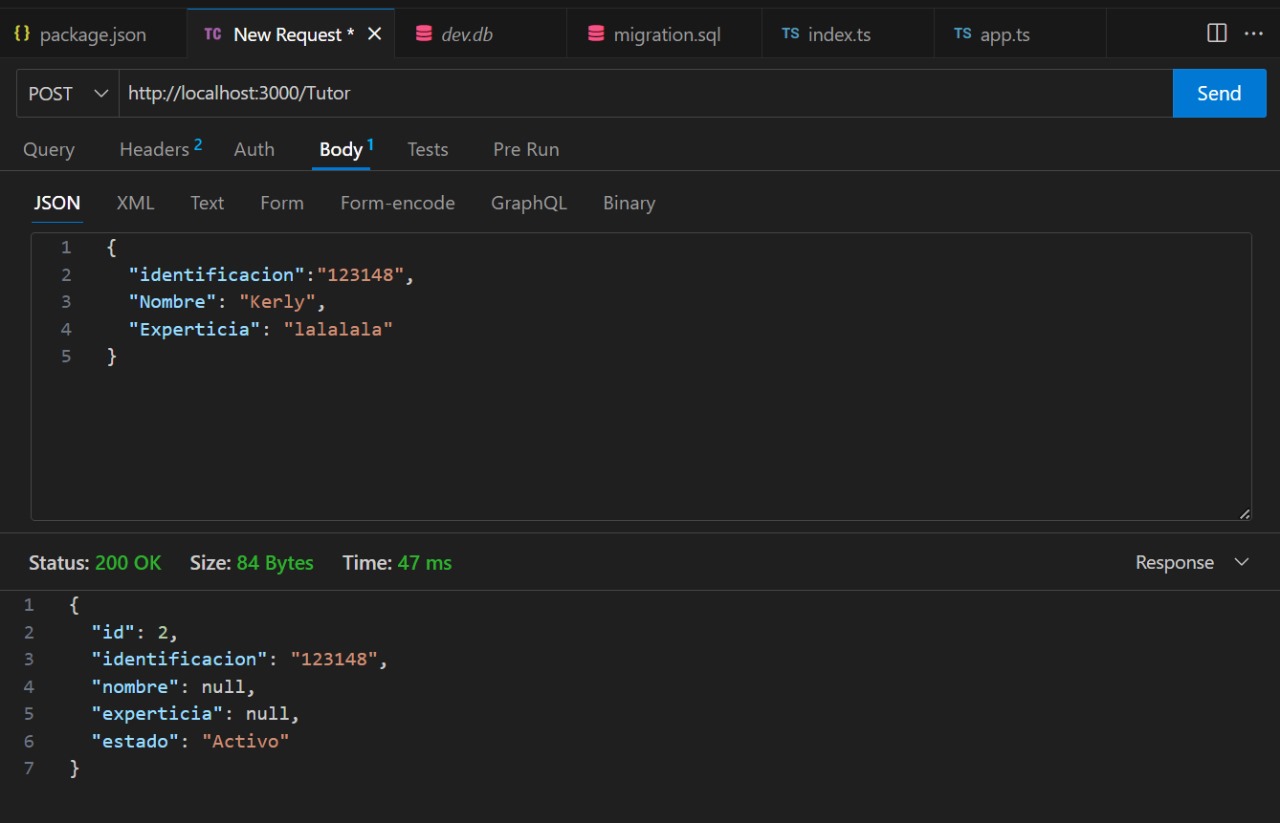 {} package.json TC New Request * × dev.db migration.sql TS index.ts TS app.ts ...
POST http://localhost:3000/Tutor Send
Query Headers 2 Auth Body 1 Tests Pre Run
JSON XML Text Form Form-encode GraphQL Binary
1 {
2 "identificacion":"123148",
3 "Nombre": "Kerly",
4 "Experticia": "lalalala"
5 }
Status: 200 OK Size: 84 Bytes Time: 47 ms Response
1 {
2 "id": 2,
3 "identificacion": "123148",
4 "nombre": null,
5 "experticia": null,
6 "estado": "Activo"
7 }